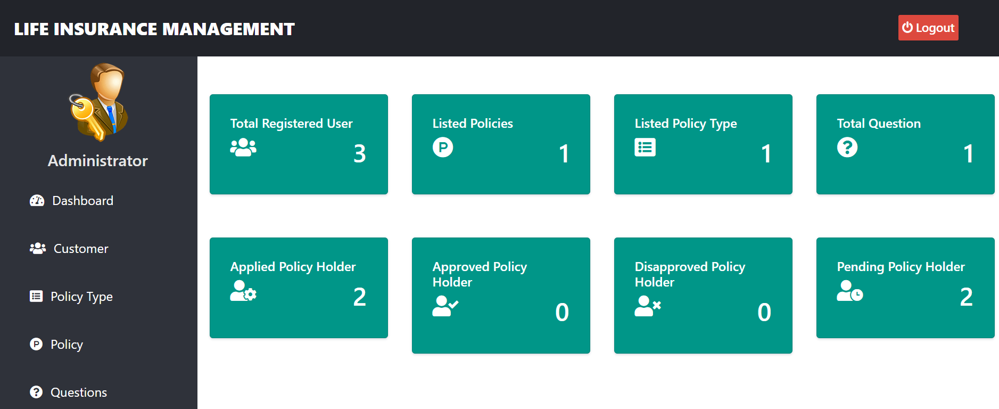 LIFE INSURANCE MANAGEMENT
Logout
Administrator
Dashboard
Customer
Policy Type
Policy
Questions
Total Registered User
3
Listed Policies
1
Listed Policy Type
1
Total Question
1
Applied Policy Holder
2
Approved Policy
Holder
0
Disapproved Policy
Holder
0
Pending Policy Holder
2